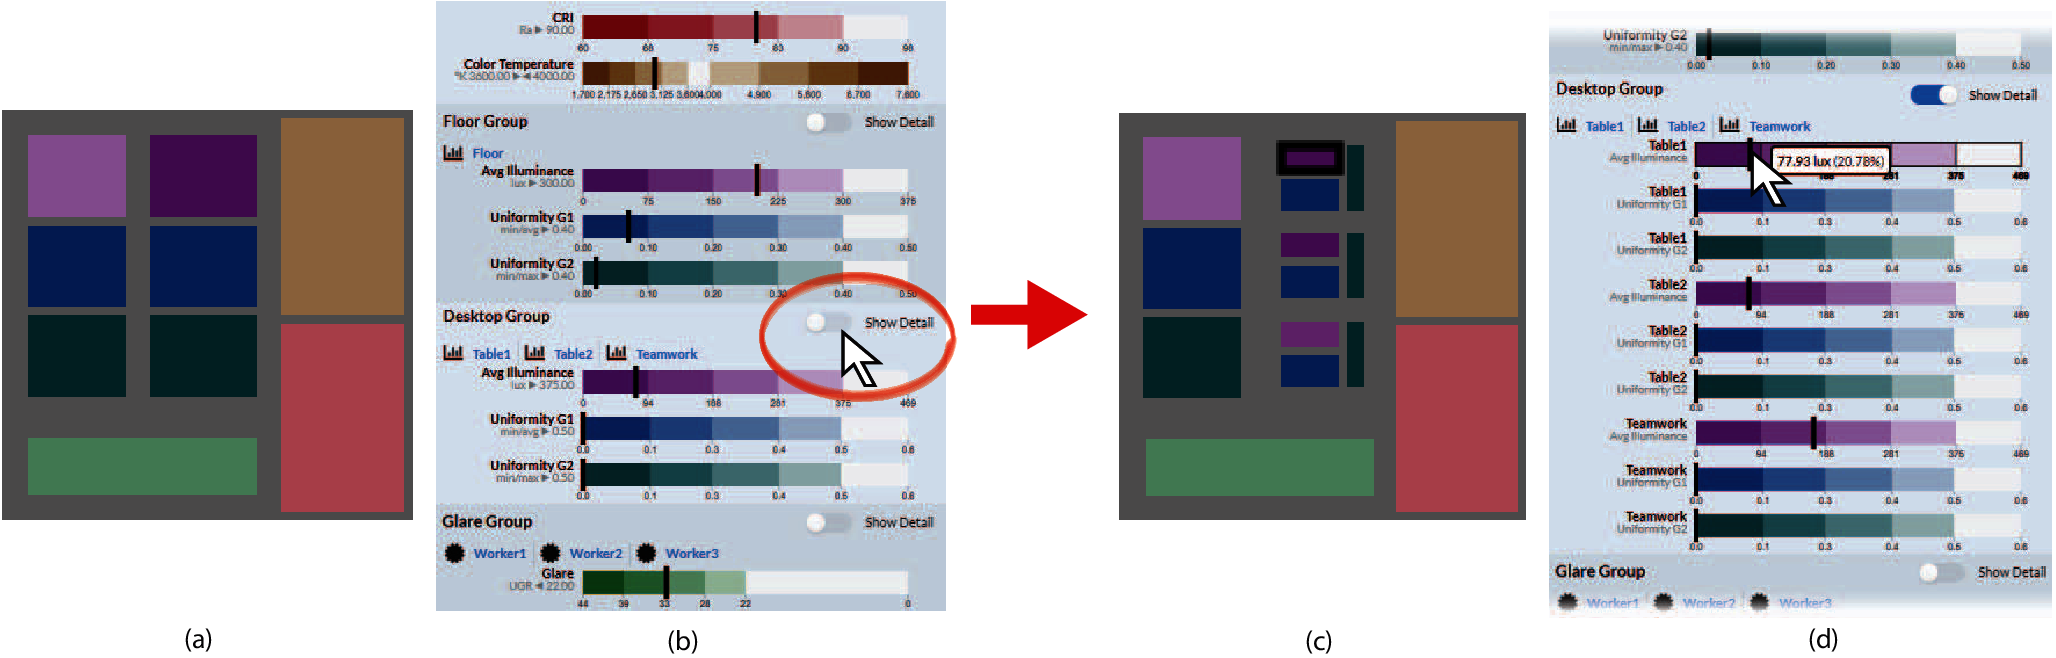 CRI
Ra ▶ 90.00
60 68 75 83 90 98
Color Temperature
°K 3600.00 ▶ ◀ 4000.00
1,700 2,175 2,650 3,125 3,600 4,000 4,900 5,800 6,700 7,600
Floor Group
Show Detail
Floor
Avg Illuminance
lux ▶ 300.00
0 75 150 225 300 375
Uniformity G1
min/avg ▶ 0.40
0.00 0.10 0.20 0.30 0.40 0.50
Uniformity G2
min/max ▶ 0.40
0.00 0.10 0.20 0.30 0.40 0.50
Desktop Group
Show Detail
Table1 Table2 Teamwork
Avg Illuminance
lux ▶ 375.00
0 94 188 281 375 469
Uniformity G1
min/avg ▶ 0.50
0.0 0.1 0.3 0.4 0.5 0.6
Uniformity G2
min/max ▶ 0.50
0.0 0.1 0.3 0.4 0.5 0.6
Glare Group
Show Detail
Worker1 Worker2 Worker3
Glare
UGR ◀ 22.00
44 39 33 28 22 0
Uniformity G2
min/max ▶ 0.40
0.00 0.10 0.20 0.30 0.40 0.50
Desktop Group
Show Detail
Table1 Table2 Teamwork
Table1
Avg Illuminance
77.93 lux (20.78%)
0 188 281 375 469
Table1
Uniformity G1
0.0 0.1 0.3 0.4 0.5 0.6
Table1
Uniformity G2
0.0 0.1 0.3 0.4 0.5 0.6
Table2
Avg Illuminance
0 94 188 281 375 469
Table2
Uniformity G1
0.0 0.1 0.3 0.4 0.5 0.6
Table2
Uniformity G2
0.0 0.1 0.3 0.4 0.5 0.6
Teamwork
Avg Illuminance
0 94 188 281 375 469
Teamwork
Uniformity G1
0.0 0.1 0.3 0.4 0.5 0.6
Teamwork
Uniformity G2
0.0 0.1 0.3 0.4 0.5 0.6
Glare Group
Show Detail
Worker1 Worker2 Worker3
(a) (b) (c) (d)